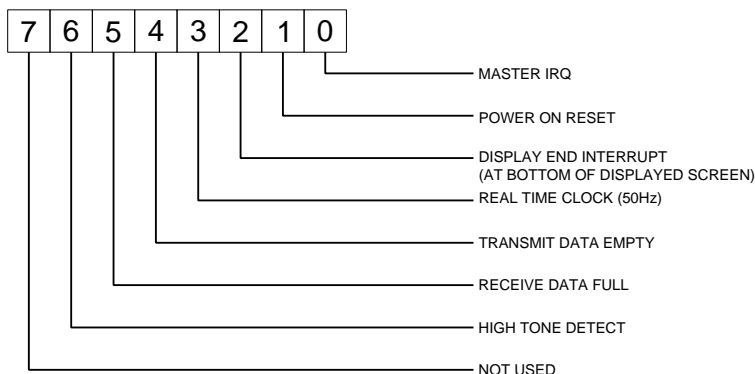 7 6 5 4 3 2 1 0
MASTER IRQ
POWER ON RESET
DISPLAY END INTERRUPT
(AT BOTTOM OF DISPLAYED SCREEN)
REAL TIME CLOCK (50Hz)
TRANSMIT DATA EMPTY
RECEIVE DATA FULL
HIGH TONE DETECT
NOT USED